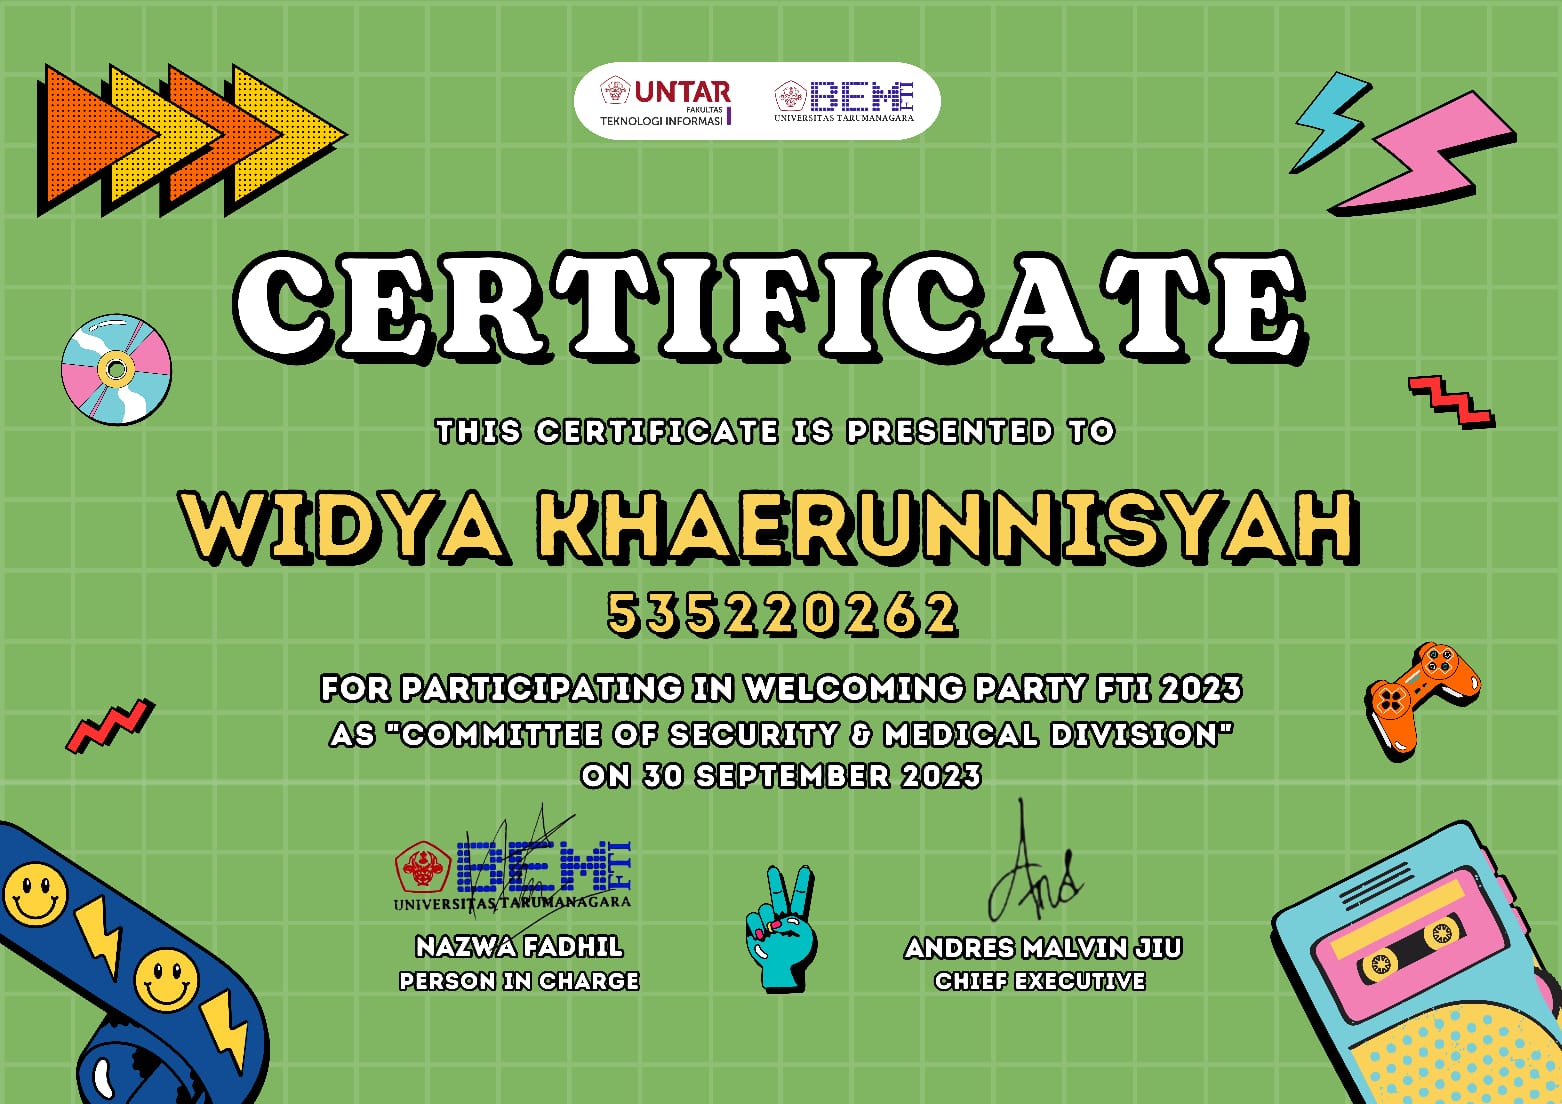 UNTAR
FAKULTAS
TEKNOLOGI INFORMASI
BEM FTI
UNIVERSITAS TARUMANAGARA
CERTIFICATE
THIS CERTIFICATE IS PRESENTED TO
WIDYA KHAERUNNISYAH
535220262
FOR PARTICIPATING IN WELCOMING PARTY FTI 2023
AS "COMMITTEE OF SECURITY & MEDICAL DIVISION"
ON 30 SEPTEMBER 2023
BEM FTI
UNIVERSITAS TARUMANAGARA
NAZWA FADHIL
PERSON IN CHARGE
ANDRES MALVIN JIU
CHIEF EXECUTIVE